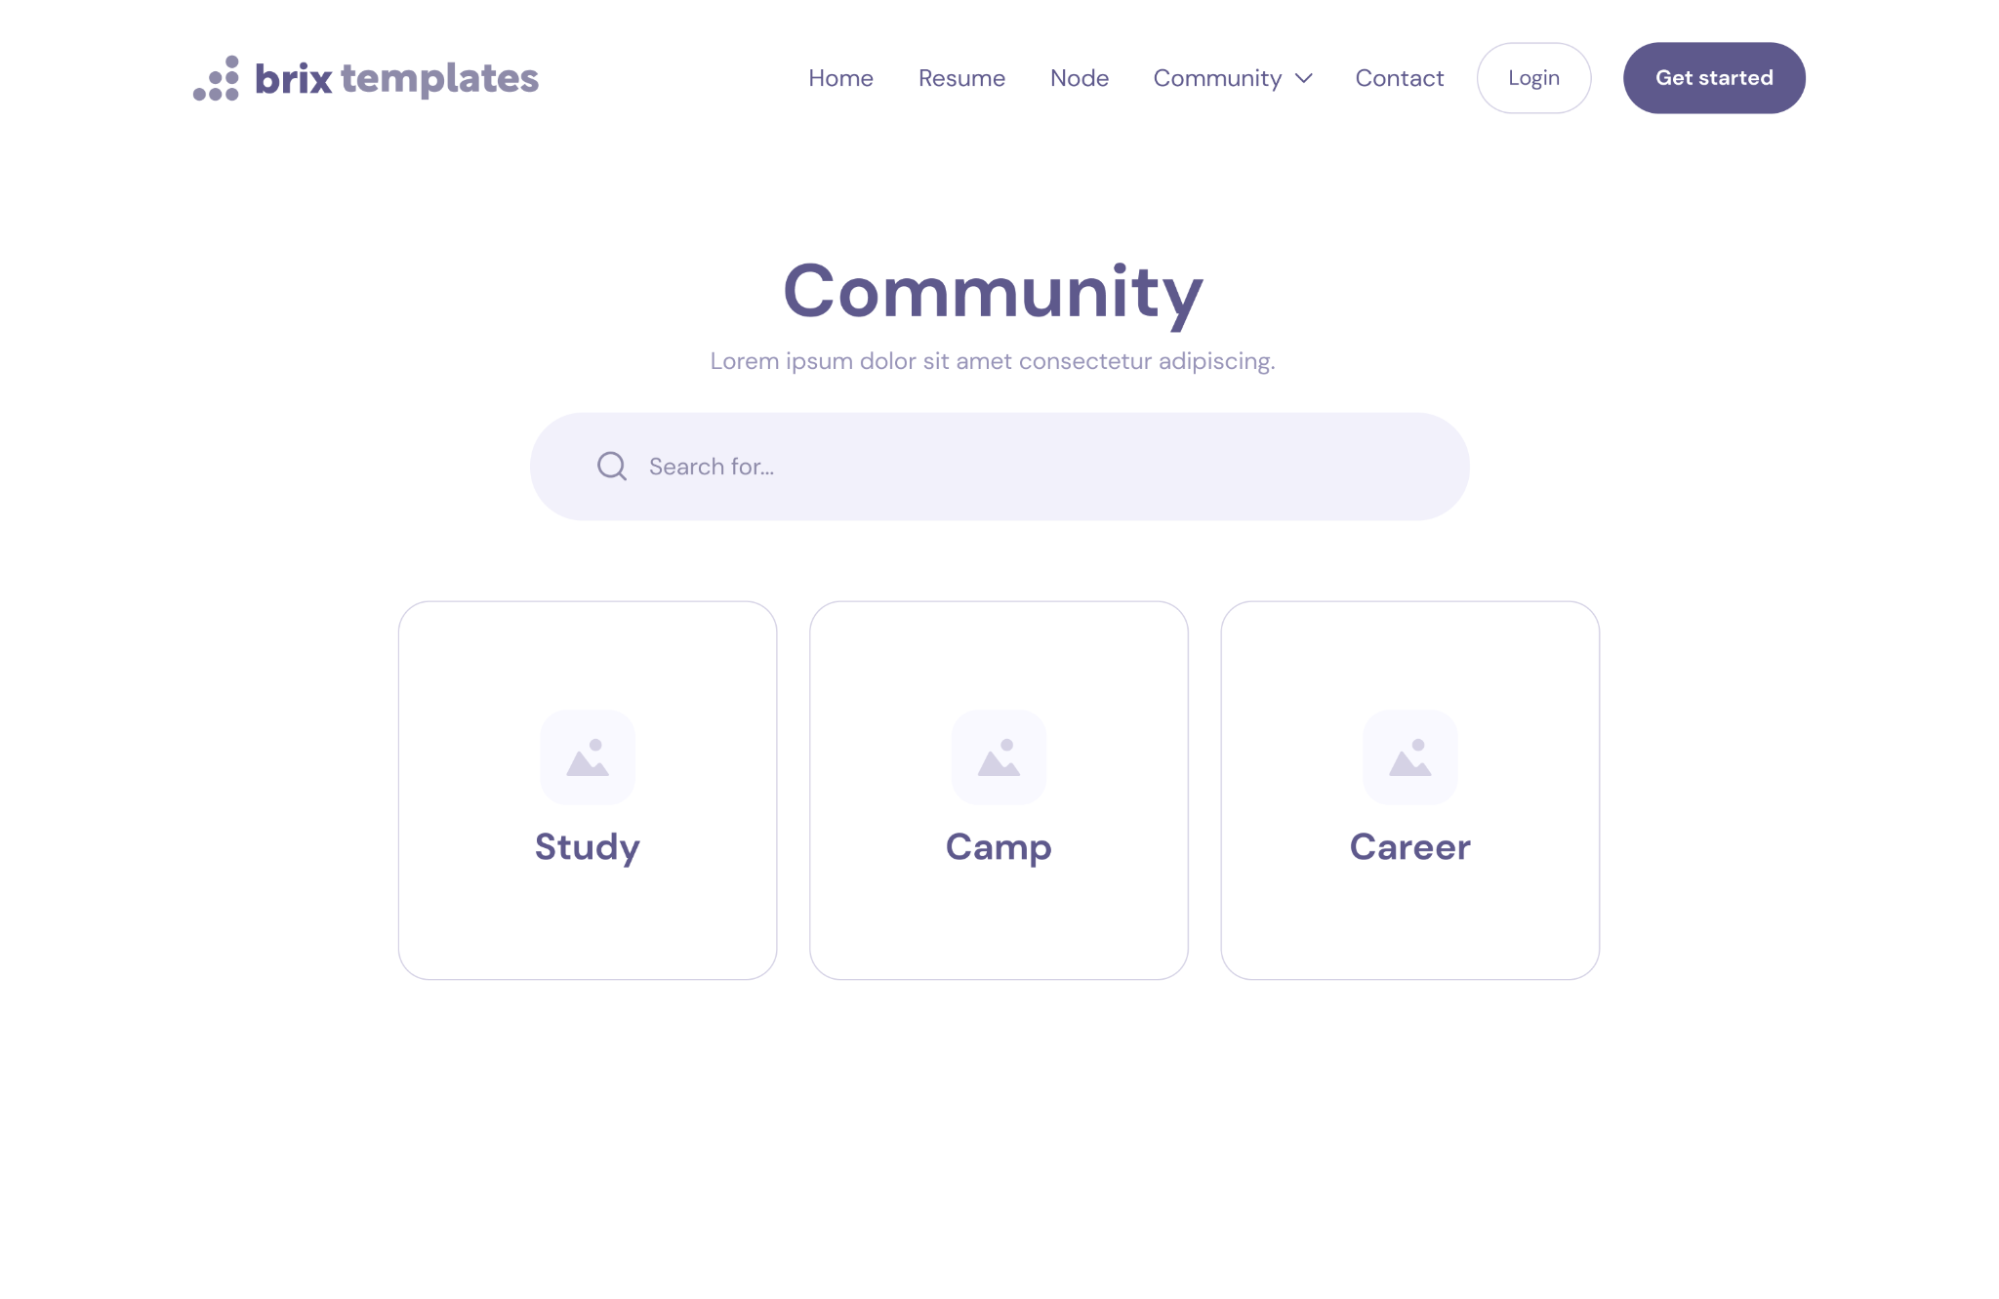 brix templates
Home Resume Node Community Contact Login Get started
Community
Lorem ipsum dolor sit amet consectetur adipiscing.
Search for...
Study Camp Career